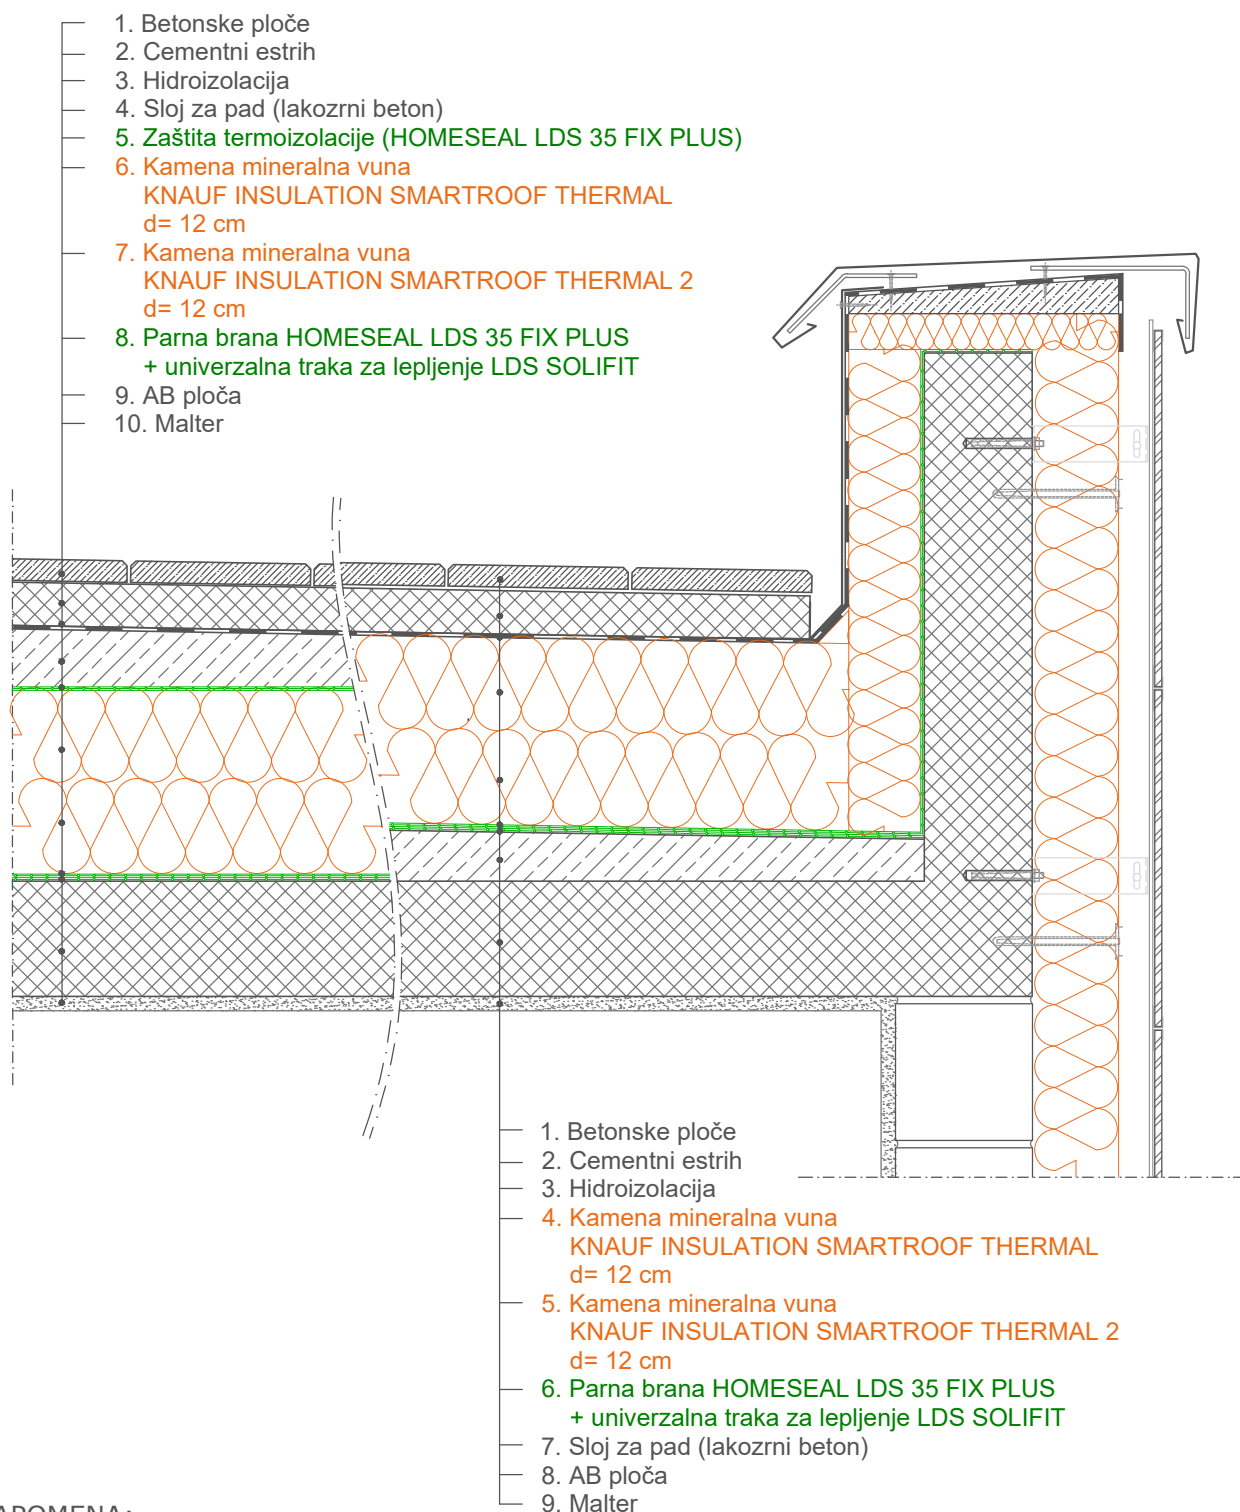 1. Betonske ploče
2. Cementni estrih
3. Hidroizolacija
4. Sloj za pad (lakozrni beton)
5. Zaštita termoizolacije (HOMESEAL LDS 35 FIX PLUS)
6. Kamena mineralna vuna
KNAUF INSULATION SMARTROOF THERMAL
d= 12 cm
7. Kamena mineralna vuna
KNAUF INSULATION SMARTROOF THERMAL 2
d= 12 cm
8. Parna brana HOMESEAL LDS 35 FIX PLUS
+ univerzalna traka za lepljenje LDS SOLIFIT
9. AB ploča
10. Malter
1. Betonske ploče
2. Cementni estrih
3. Hidroizolacija
4. Kamena mineralna vuna
KNAUF INSULATION SMARTROOF THERMAL
d= 12 cm
5. Kamena mineralna vuna
KNAUF INSULATION SMARTROOF THERMAL 2
d= 12 cm
6. Parna brana HOMESEAL LDS 35 FIX PLUS
+ univerzalna traka za lepljenje LDS SOLIFIT
7. Sloj za pad (lakozrni beton)
8. AB ploča
9. Malter